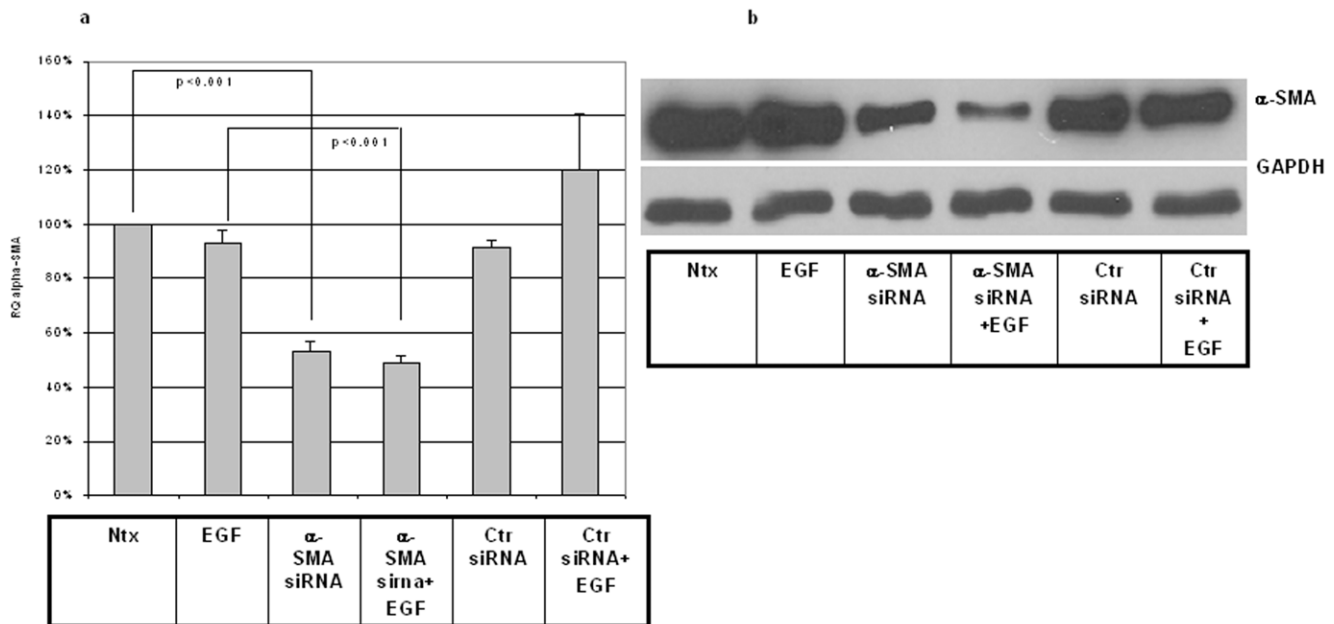 a
b
160%
140%
120%
100%
80%
60%
40%
20%
0%
RQ alpha-SMA
p<0.001
p<0.001
Ntx
EGF
α-
SMA
siRNA
α-
SMA
sirna+
EGF
Ctr
siRNA
Ctr
siRNA+
EGF
α-SMA
GAPDH
Ntx
EGF
α-SMA
siRNA
α-SMA
siRNA
+EGF
Ctr
siRNA
Ctr
siRNA
+
EGF